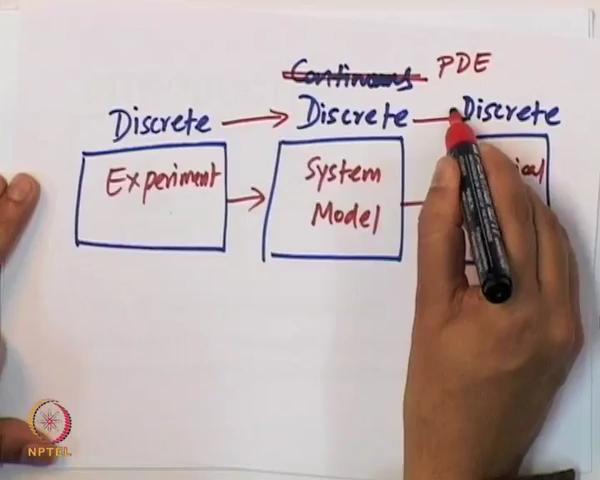 Continuous PDE
Discrete → Discrete → Discrete
Experiment → System
Model
NPTEL